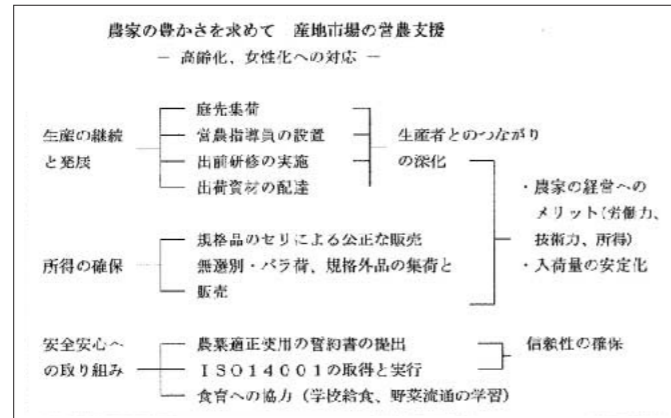 農家の豊かさを求めて 産地市場の営農支援
― 高齢化、女性化への対応 ―
生産の継続
と発展
庭先集荷
営農指導員の設置
出前研修の実施
出荷資材の配達
生産者とのつながり
の深化
所得の確保
規格品のセリによる公正な販売
無選別・バラ荷、規格外品の集荷と
販売
・農家の経営への
メリット(労働力、
技術力、所得)
・入荷量の安定化
安全安心へ
の取り組み
農薬適正使用の誓約書の提出
ISO14001の取得と実行
食育への協力(学校給食、野菜流通の学習)
信頼性の確保